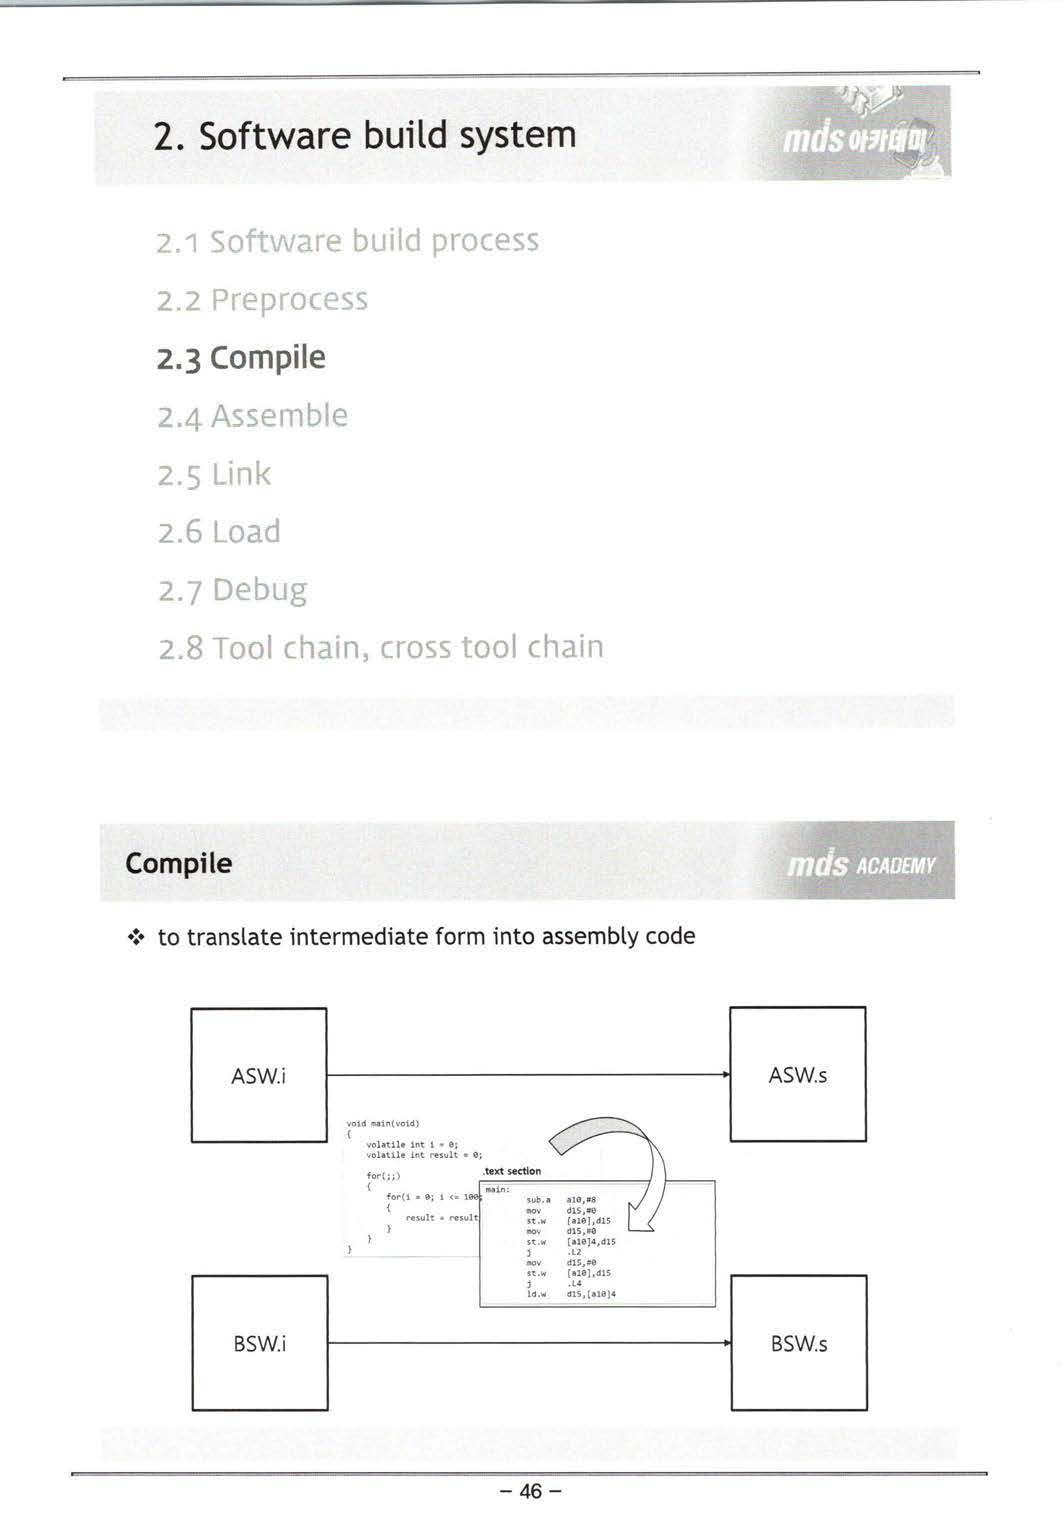 2. Software build system
mds 아카데미
2.1 Software build process
2.2 Preprocess
2.3 Compile
2.4 Assemble
2.5 Link
2.6 Load
2.7 Debug
2.8 Tool chain, cross tool chain
Compile
mds ACADEMY
❖ to translate intermediate form into assembly code
ASW.i
ASW.s
void main(void)
{
volatile int i = 0;
volatile int result = 0;
for(;;)
{
for(i = 0; i <= 100;
{
result = result
}
}
}
.text section
main:
sub.a a10,#8
mov d15,#0
st.w [a10],d15
mov d15,#0
st.w [a10]4,d15
j .L2
mov d15,#0
st.w [a10],d15
j .L4
ld.w d15,[a10]4
BSW.i
BSW.s
– 46 –